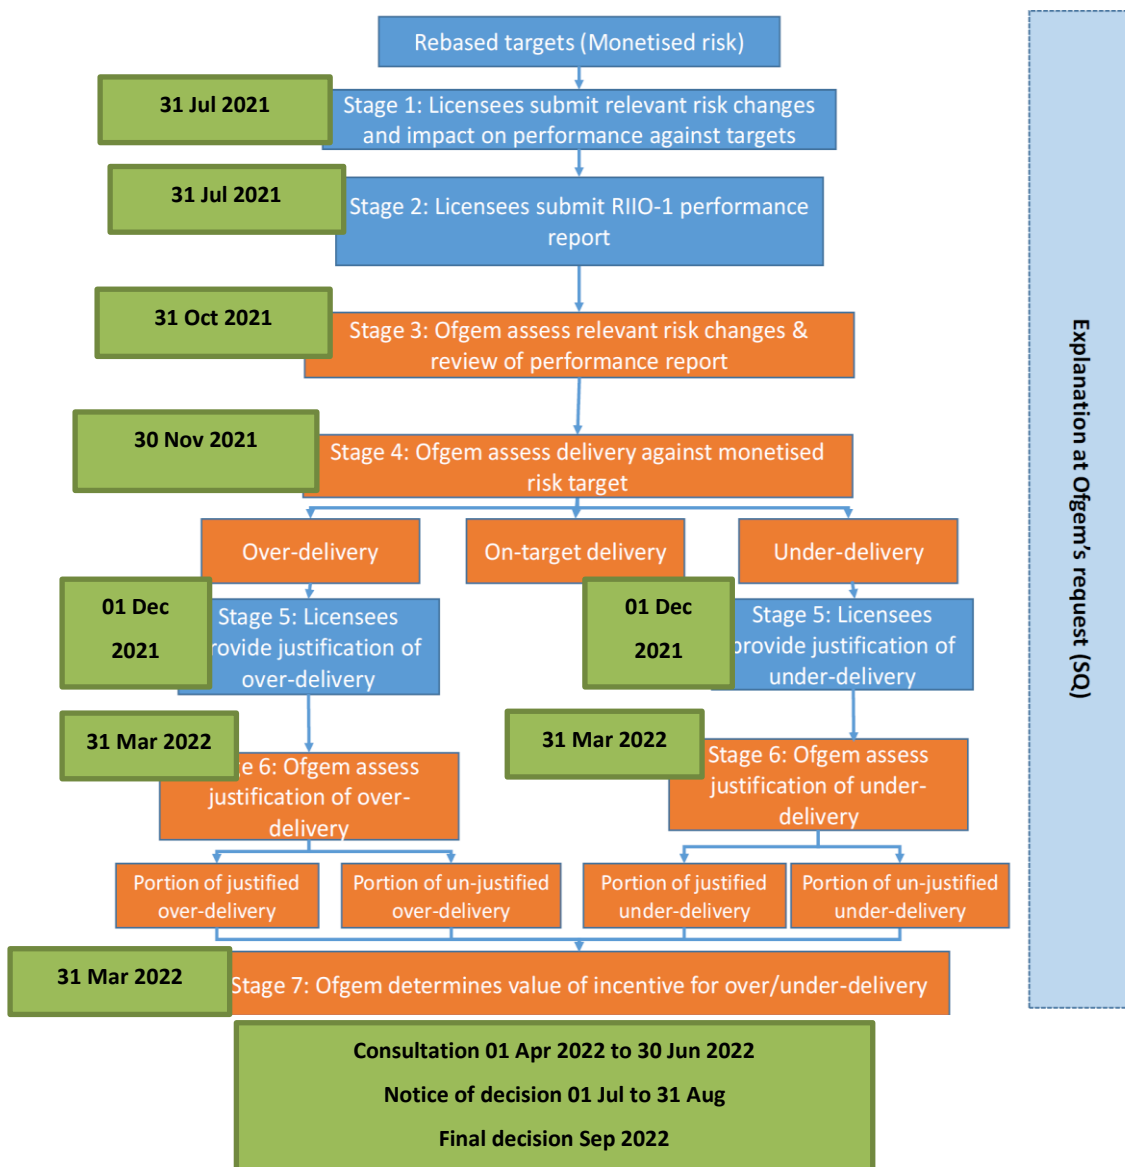 Rebased targets (Monetised risk)
31 Jul 2021
Stage 1: Licensees submit relevant risk changes
and impact on performance against targets
31 Jul 2021
Stage 2: Licensees submit RIIO-1 performance
report
31 Oct 2021
Stage 3: Ofgem assess relevant risk changes &
review of performance report
30 Nov 2021
Stage 4: Ofgem assess delivery against monetised
risk target
Over-delivery
On-target delivery
Under-delivery
01 Dec
2021
Stage 5: Licensees
rovide justification of
over-delivery
01 Dec
2021
Stage 5: Licensees
provide justification of
under-delivery
31 Mar 2022
ge 6: Ofgem assess
justification of over-
delivery
31 Mar 2022
Stage 6: Ofgem assess
justification of under-
delivery
Portion of justified
over-delivery
Portion of un-justified
over-delivery
Portion of justified
under-delivery
Portion of un-justified
under-delivery
31 Mar 2022
Stage 7: Ofgem determines value of incentive for over/under-delivery
Consultation 01 Apr 2022 to 30 Jun 2022
Notice of decision 01 Jul to 31 Aug
Final decision Sep 2022
Explanation at Ofgem's request (SQ)